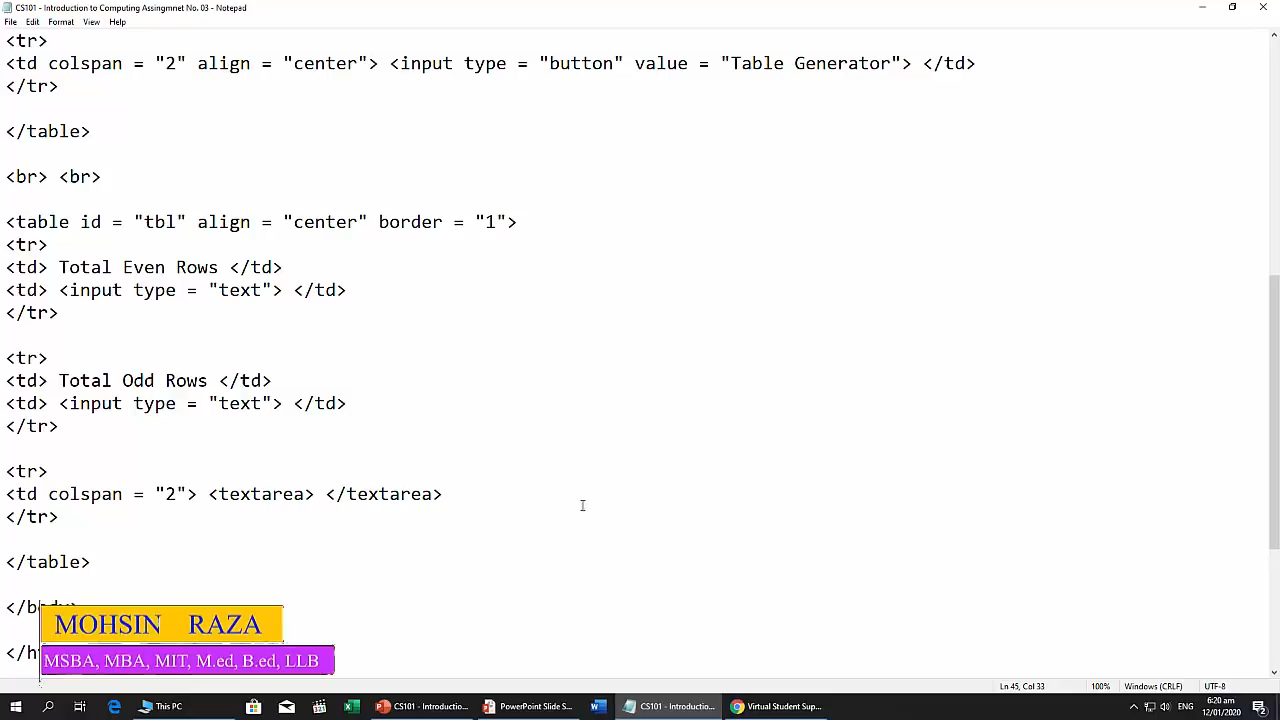 CS101 - Introduction to Computing Assingmnet No. 03 - Notepad
File Edit Format View Help
<tr>
<td colspan = "2" align = "center"> <input type = "button" value = "Table Generator"> </td>
</tr>
</table>
<br> <br>
<table id = "tbl" align = "center" border = "1">
<tr>
<td> Total Even Rows </td>
<td> <input type = "text"> </td>
</tr>
<tr>
<td> Total Odd Rows </td>
<td> <input type = "text"> </td>
</tr>
<tr>
<td colspan = "2"> <textarea> </textarea>
</tr>
</table>
MOHSIN RAZA
MSBA, MBA, MIT, M.ed, B.ed, LLB
Ln 45, Col 33 100% Windows (CRLF) UTF-8
This PC CS101 - Introductio... PowerPoint Slide S... CS101 - Introductio... Virtual Student Sup... ENG 6:20 am
12/01/2020